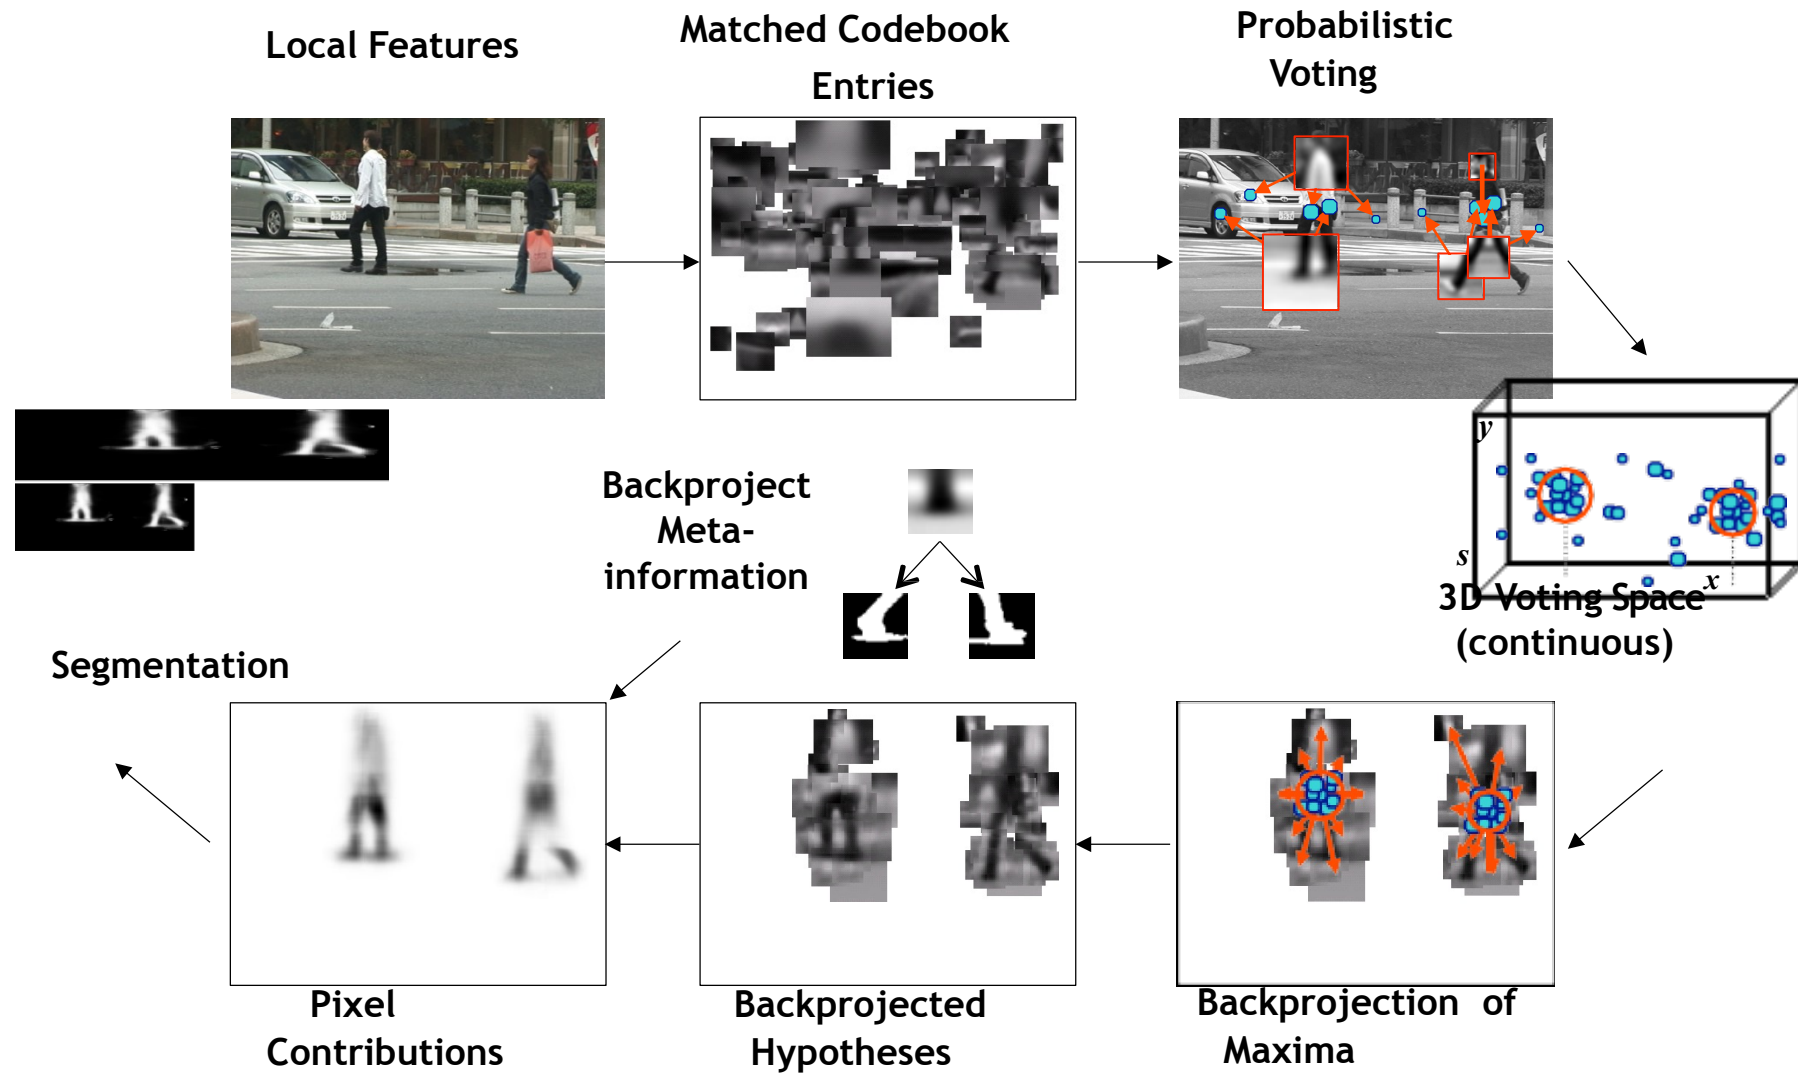 Local Features
Matched Codebook
Entries
Probabilistic
Voting
y
s
x
3D Voting Space
(continuous)
Backproject
Meta-
information
Segmentation
Pixel
Contributions
Backprojected
Hypotheses
Backprojection of
Maxima